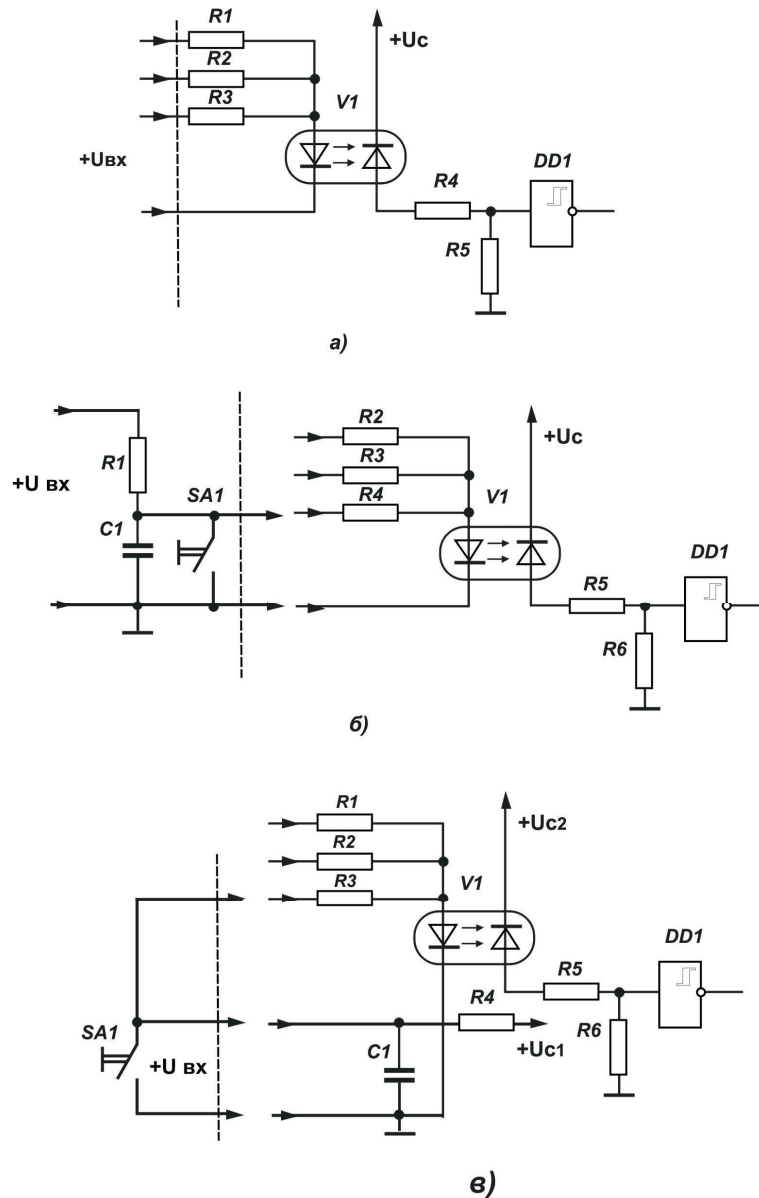 R1
+Uc
R2
R3
V1
+Uвх
DD1
R4
R5
а)
R2
+Uc
R1
R3
+U вх
SA1
R4
V1
C1
DD1
R5
R6
б)
R1
+Uc2
R2
R3
V1
DD1
R5
R4
SA1
R6
+U вх
C1
+Uc1
в)